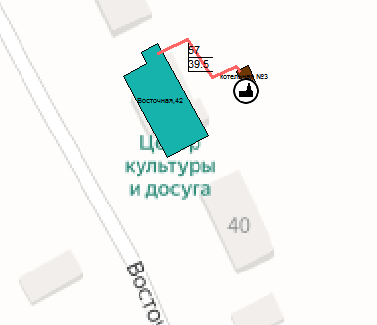 57
39.5
котельная №3
Восточная,42
Центр
культуры
и досуга
40
Восто